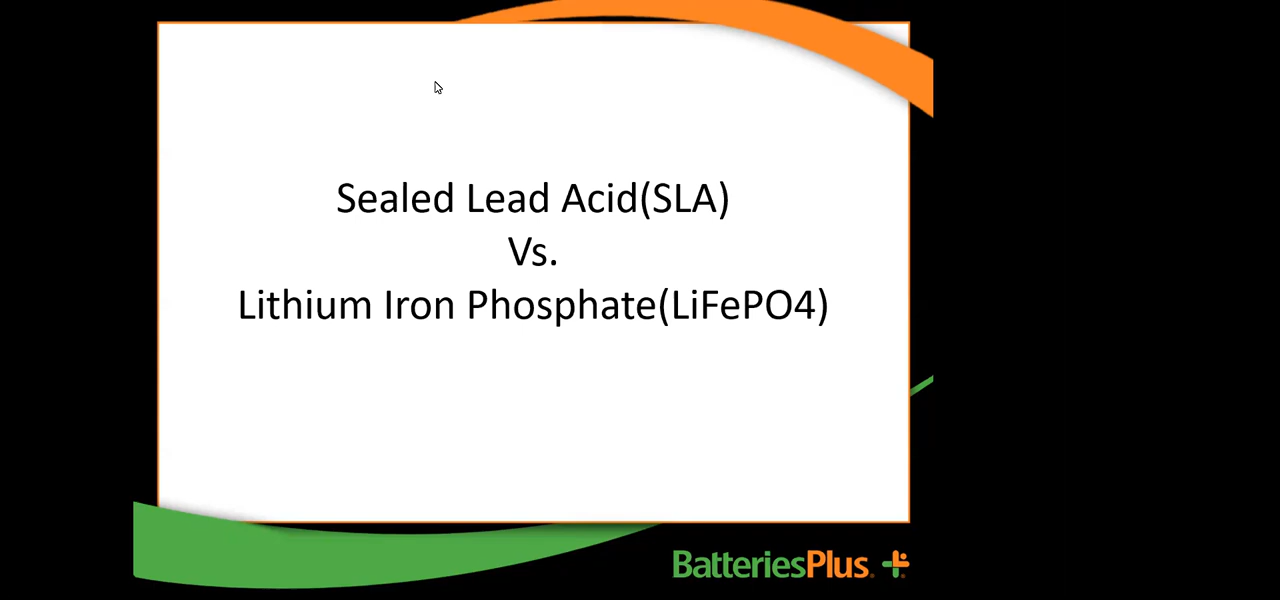 Sealed Lead Acid(SLA)
Vs.
Lithium Iron Phosphate(LiFePO4)
BatteriesPlus